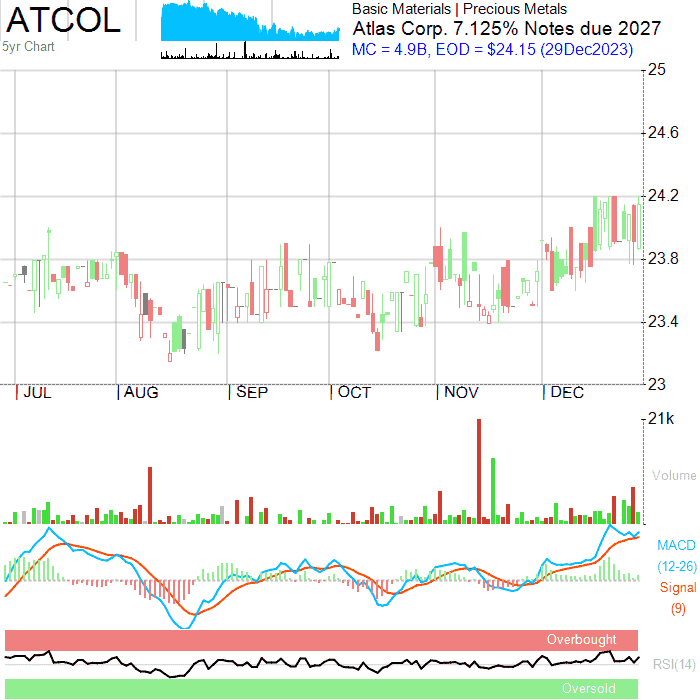 ATCOL
5yr Chart
Basic Materials | Precious Metals
Atlas Corp. 7.125% Notes due 2027
MC = 4.9B, EOD = $24.15 (29Dec2023)
25
24.6
24.2
23.8
23.4
23
JUL AUG SEP OCT NOV DEC
21k
Volume
MACD
(12-26)
Signal
(9)
Overbought
RSI(14)
Oversold